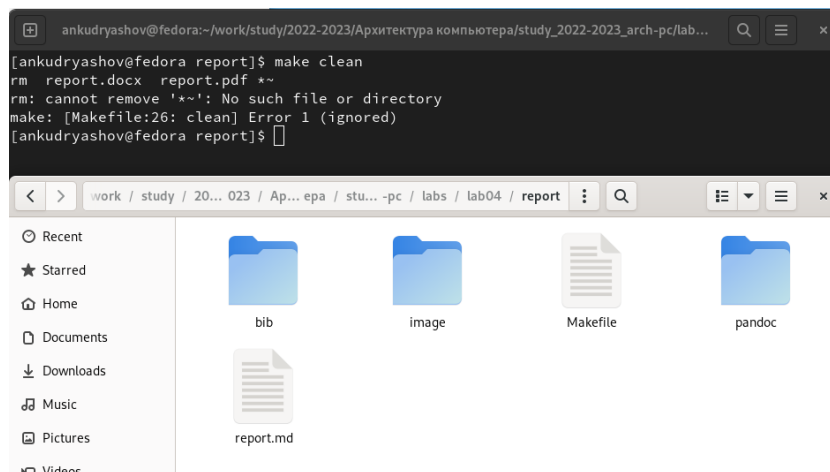 ankudryashov@fedora:~/work/study/2022-2023/Архитектура компьютера/study_2022-2023_arch-pc/lab...
[ankudryashov@fedora report]$ make clean
rm  report.docx  report.pdf *~
rm: cannot remove '*~': No such file or directory
make: [Makefile:26: clean] Error 1 (ignored)
[ankudryashov@fedora report]$
work / study / 20... 023 / Ap... epa / stu... -pc / labs / lab04 / report
Recent
Starred
Home
Documents
Downloads
Music
Pictures
Videos
bib
image
Makefile
pandoc
report.md